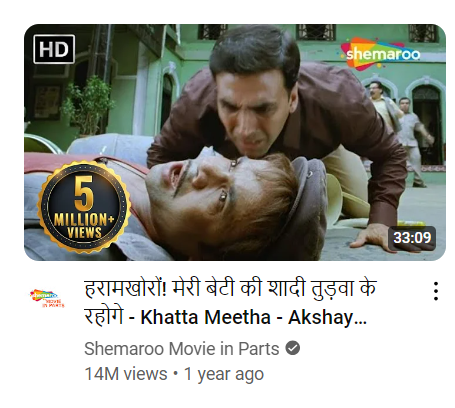 HD
shemaroo
5
MILLION+
VIEWS
33:09
हरामखोरों! मेरी बेटी की शादी तुड़वा के
रहोगे - Khatta Meetha - Akshay...
Shemaroo Movie in Parts
14M views • 1 year ago